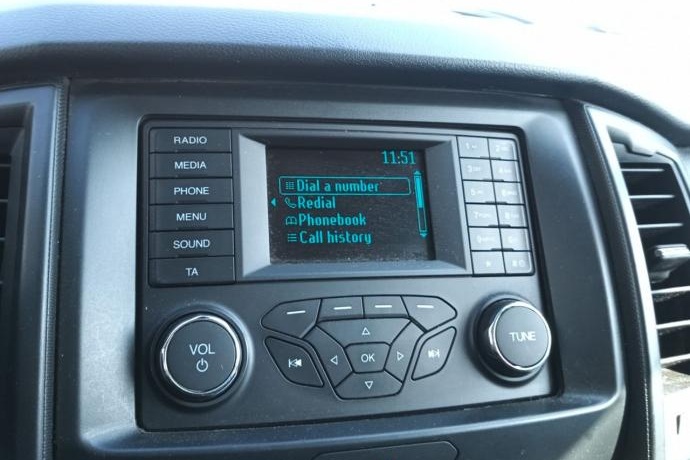 RADIO
MEDIA
PHONE
MENU
SOUND
TA
11:51
Dial a number
Redial
Phonebook
Call history
VOL
OK
TUNE